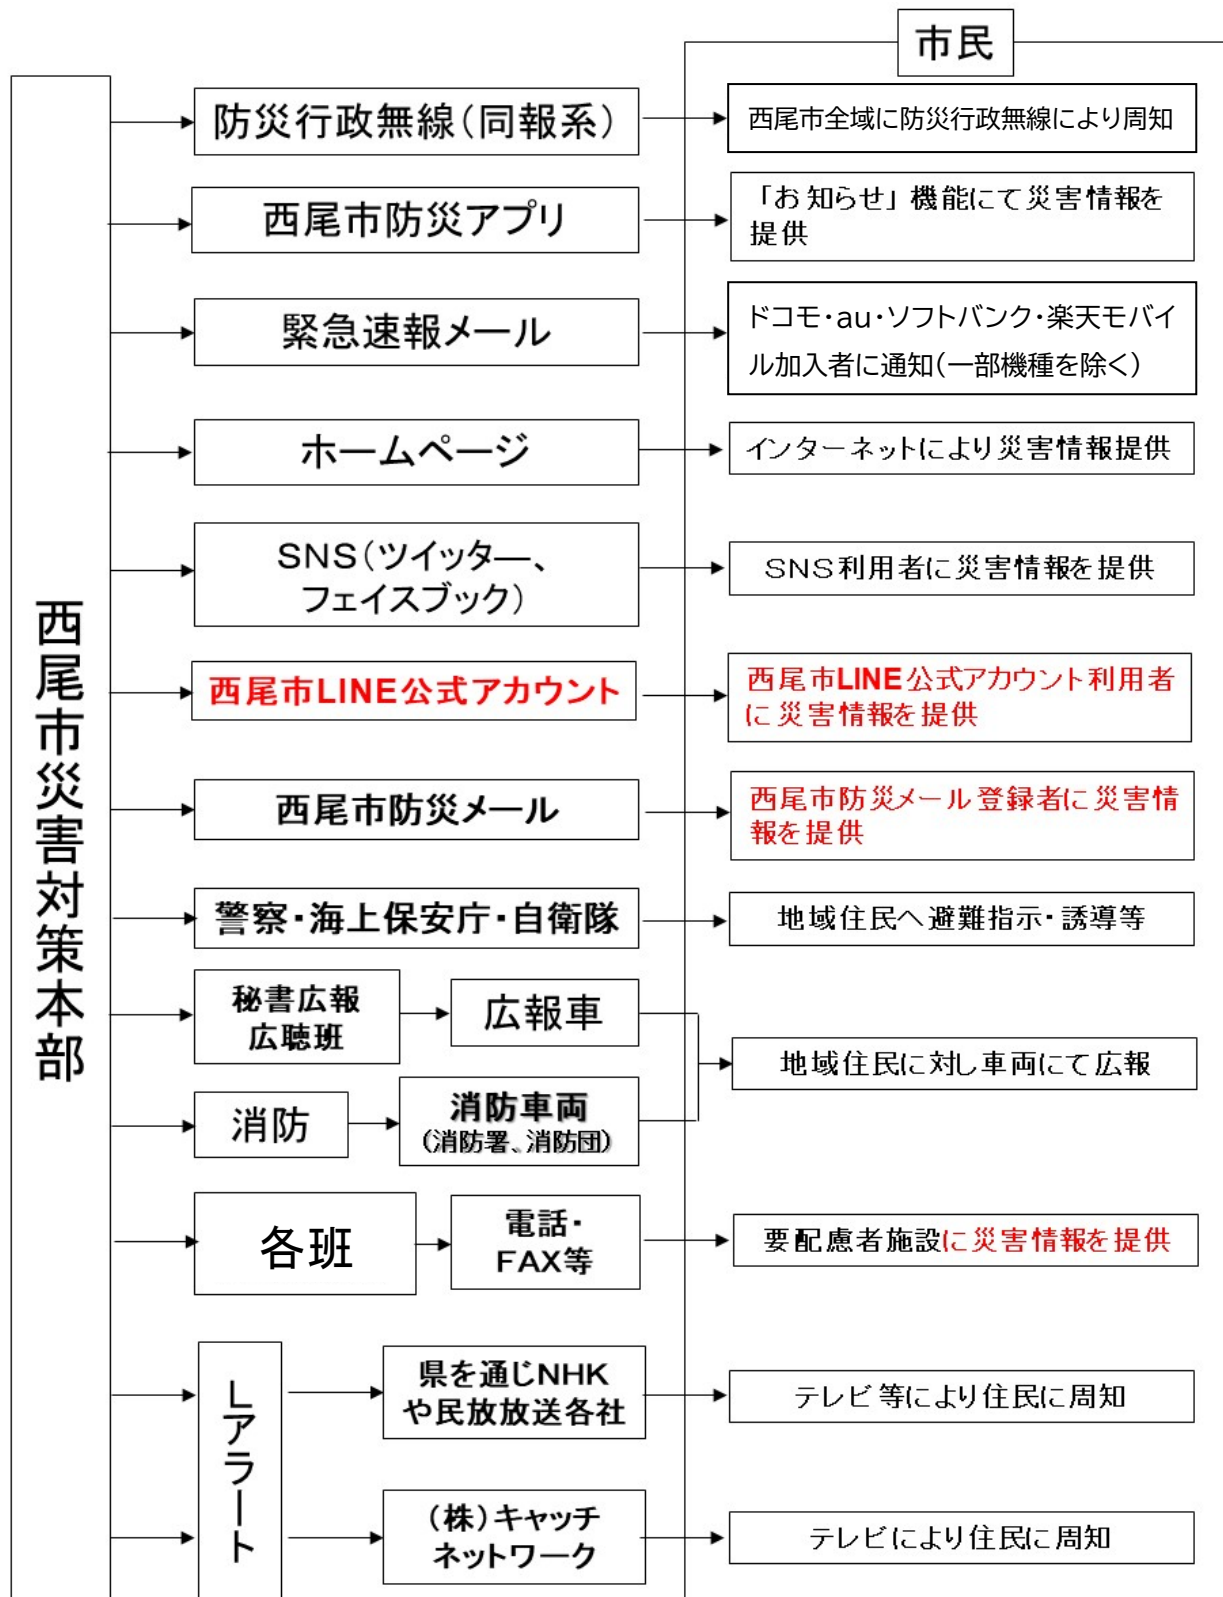 市民
西尾市災害対策本部
防災行政無線（同報系）
西尾市全域に防災行政無線により周知
西尾市防災アプリ
「お知らせ」機能にて災害情報を
提供
緊急速報メール
ドコモ・au・ソフトバンク・楽天モバイ
ル加入者に通知（一部機種を除く）
ホームページ
インターネットにより災害情報提供
SNS（ツイッター、
フェイスブック）
SNS利用者に災害情報を提供
西尾市LINE公式アカウント
西尾市LINE公式アカウント利用者
に災害情報を提供
西尾市防災メール
西尾市防災メール登録者に災害情
報を提供
警察・海上保安庁・自衛隊
地域住民へ避難指示・誘導等
秘書広報
広聴班
広報車
地域住民に対し車両にて広報
消防
消防車両
（消防署、消防団）
各班
電話・
FAX等
要配慮者施設に災害情報を提供
Lアラート
県を通じNHK
や民放放送各社
テレビ等により住民に周知
（株）キャッチ
ネットワーク
テレビにより住民に周知